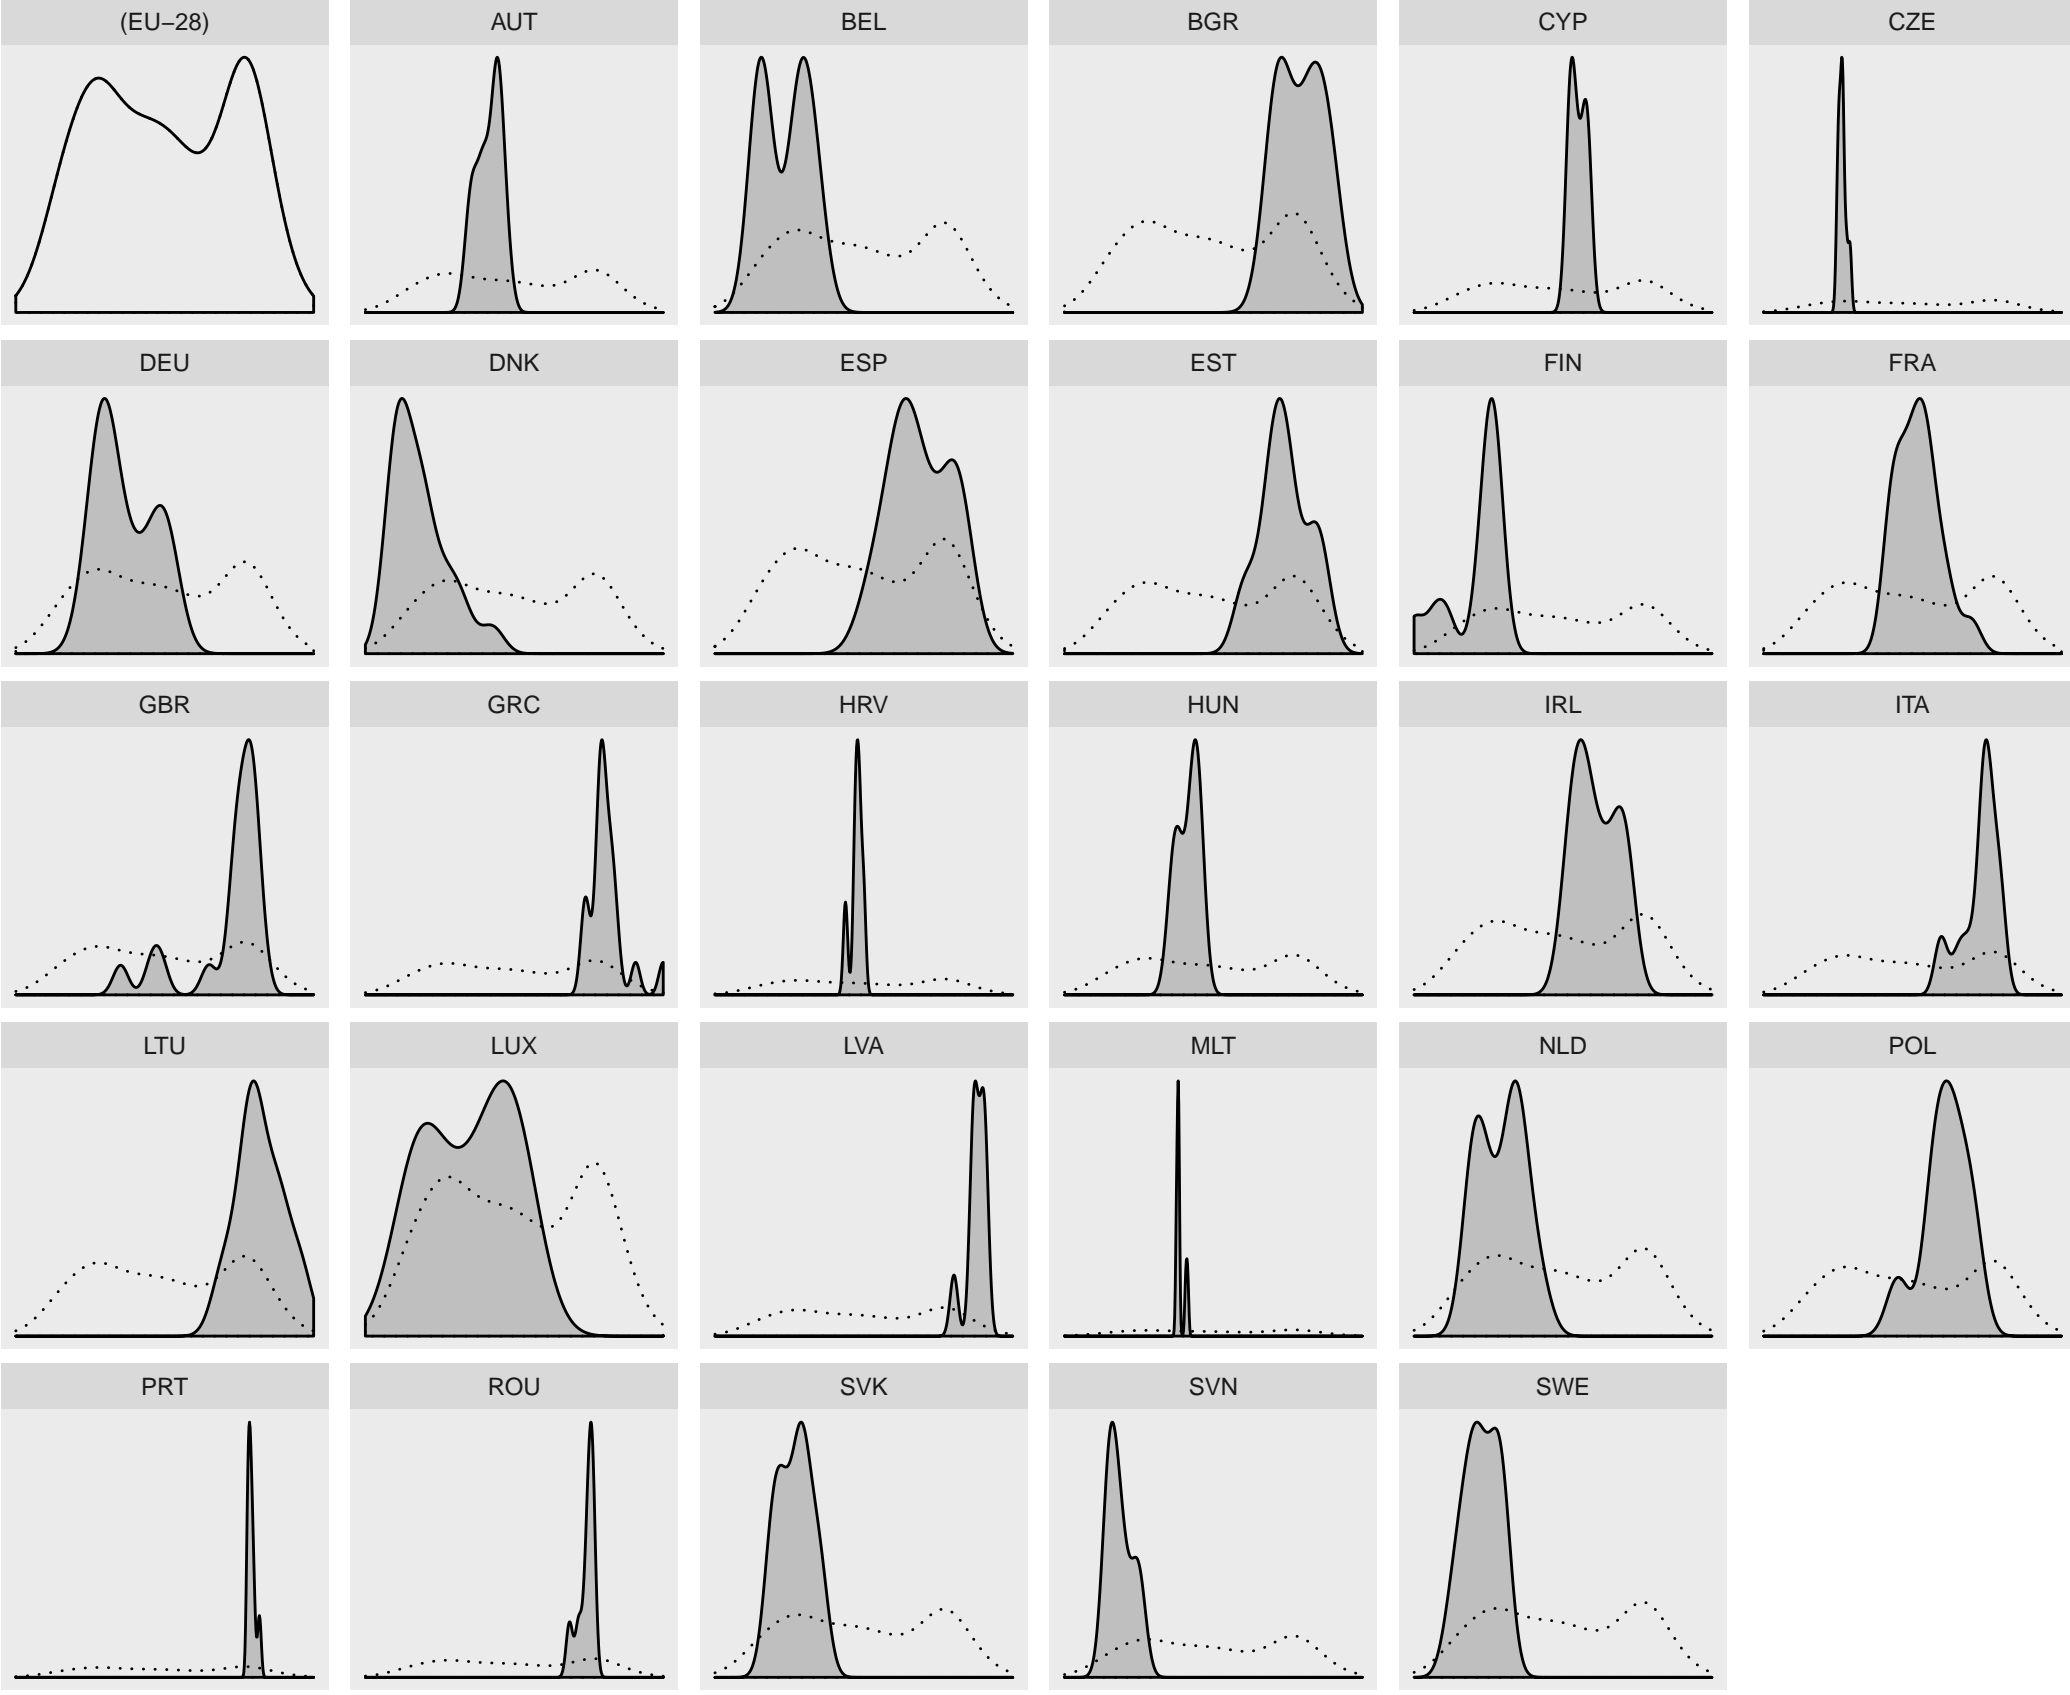 (EU–28) AUT BEL BGR CYP CZE
DEU DNK ESP EST FIN FRA
GBR GRC HRV HUN IRL ITA
LTU LUX LVA MLT NLD POL
PRT ROU SVK SVN SWE